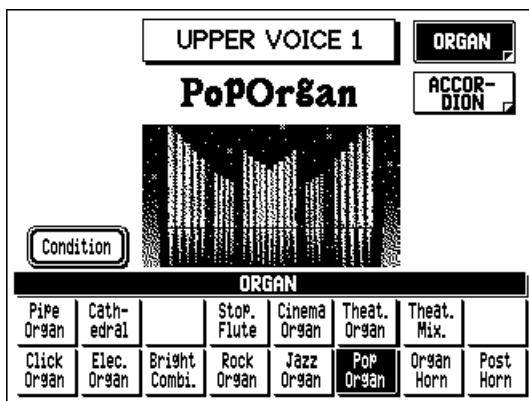 UPPER VOICE 1
ORGAN
PoPOrgan
ACCOR-
DION
Condition
ORGAN
Pipe Organ
Cath-edral
Stop. Flute
Cinema Organ
Theat. Organ
Theat. Mix.
Click Organ
Elec. Organ
Bright Combi.
Rock Organ
Jazz Organ
Pop Organ
Organ Horn
Post Horn